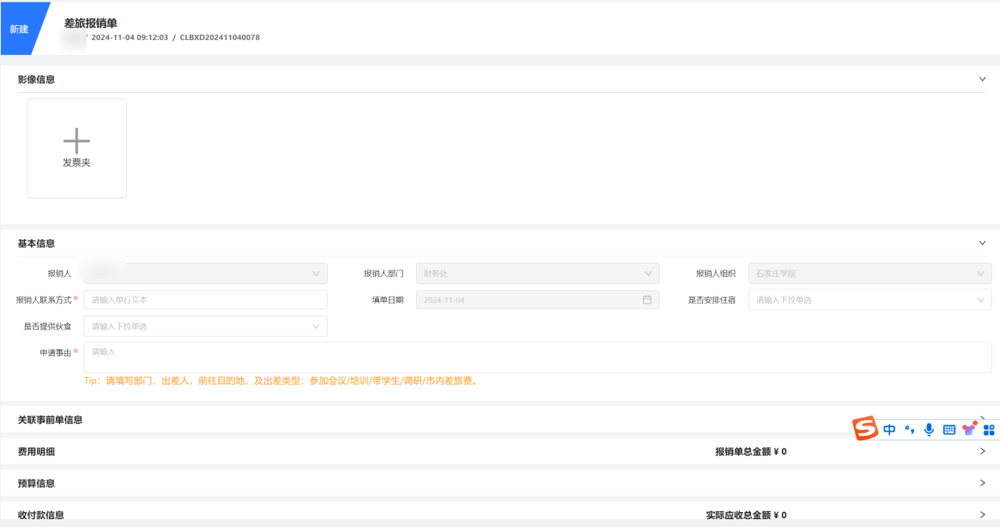 新建
差旅报销单
/ 2024-11-04 09:12:03 / CLBXD202411040078
影像信息
发票夹
基本信息
报销人
报销人部门 财务处
报销人组织 石家庄学院
报销人联系方式* 请输入单行文本
填单日期 2024-11-04
是否安排住宿 请输入下拉单选
是否提供伙食 请输入下拉单选
申请事由* 请输入
Tip：请填写部门，出差人，前往目的地，及出差类型：参加会议/培训/带学生/调研/市内差旅费。
关联事前单信息
S 中
费用明细 报销单总金额 ¥ 0
预算信息
收付款信息 实际应收总金额 ¥ 0